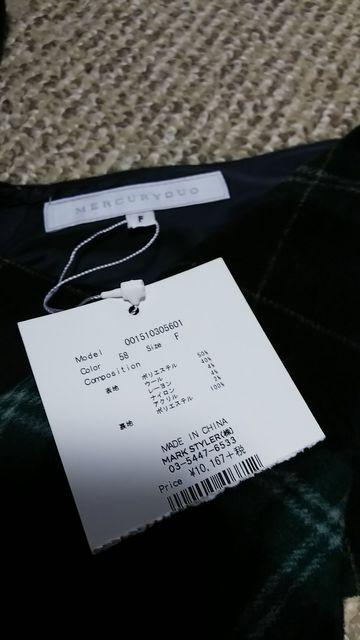 MERCURYDUO
F
Model 001510305601
Color 58 Size F
Composition
表地 ポリエステル 50%
ウール 40%
レーヨン 4%
ナイロン 4%
アクリル 2%
裏地 ポリエステル 100%
MADE IN CHINA
MARK STYLER(株)
03-5447-6533
Price ¥10,167+税